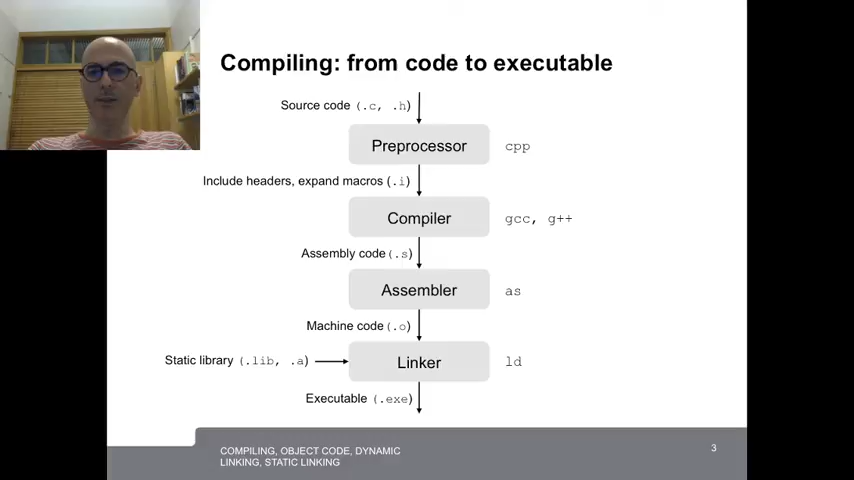 Compiling: from code to executable
Source code (.c, .h)
Preprocessor
cpp
Include headers, expand macros (.i)
Compiler
gcc, g++
Assembly code (.s)
Assembler
as
Machine code (.o)
Static library (.lib, .a)
Linker
ld
Executable (.exe)
COMPILING, OBJECT CODE, DYNAMIC
LINKING, STATIC LINKING
3